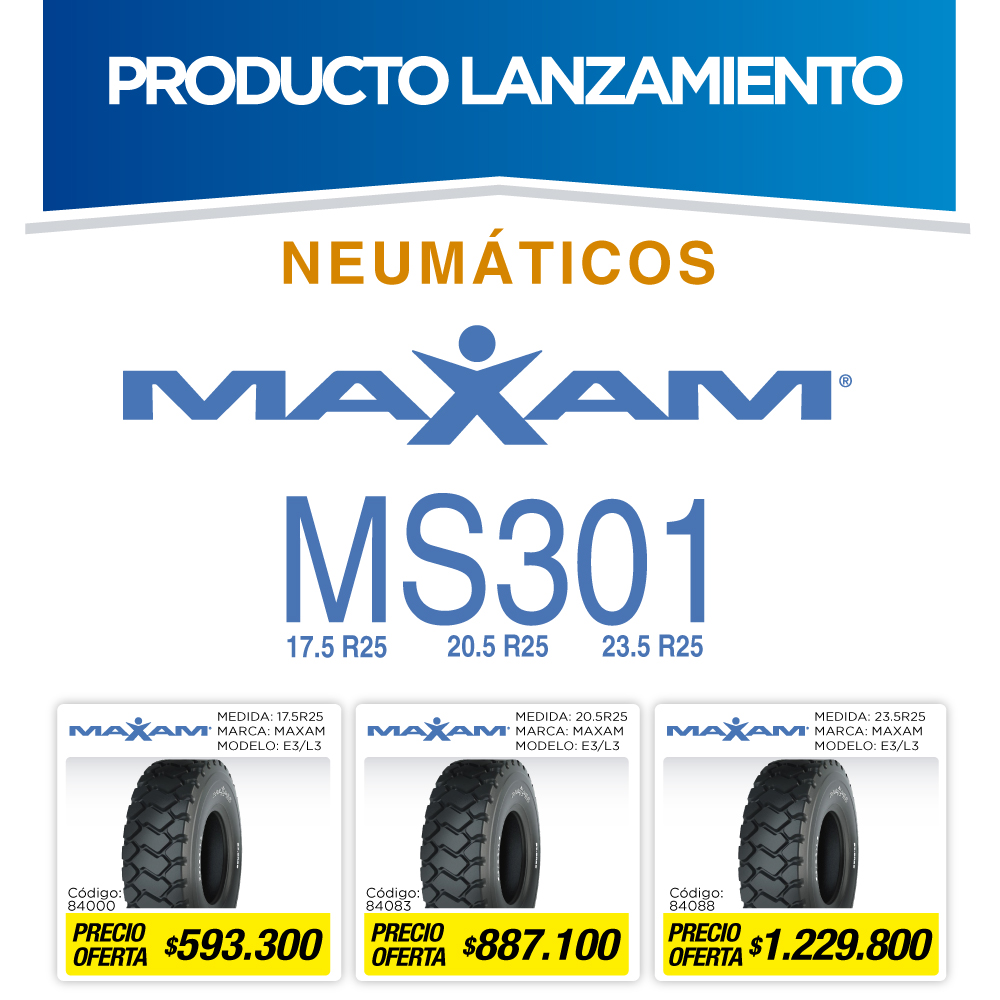 PRODUCTO LANZAMIENTO
NEUMÁTICOS
MAXAM®
MS301
17.5 R25 20.5 R25 23.5 R25
MAXAM
MEDIDA: 17.5R25
MARCA: MAXAM
MODELO: E3/L3
Código:
84000
PRECIO
OFERTA
$593.300
MAXAM
MEDIDA: 20.5R25
MARCA: MAXAM
MODELO: E3/L3
Código:
84083
PRECIO
OFERTA
$887.100
MAXAM
MEDIDA: 23.5R25
MARCA: MAXAM
MODELO: E3/L3
Código:
84088
PRECIO
OFERTA
$1.229.800